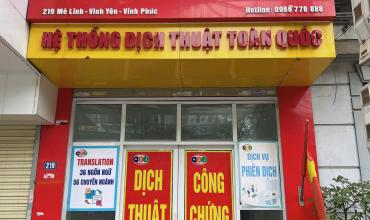 219 Mê Linh - Vĩnh Yên - Vĩnh Phúc
Hotline: 0966 779 888
HỆ THỐNG DỊCH THUẬT TOÀN QUỐC
219
TRANSLATION
36 NGÔN NGỮ
56 CHUYÊN NGÀNH
DỊCH
THUẬT
CÔNG
CHỨNG
DỊCH VỤ
PHIÊN DỊCH